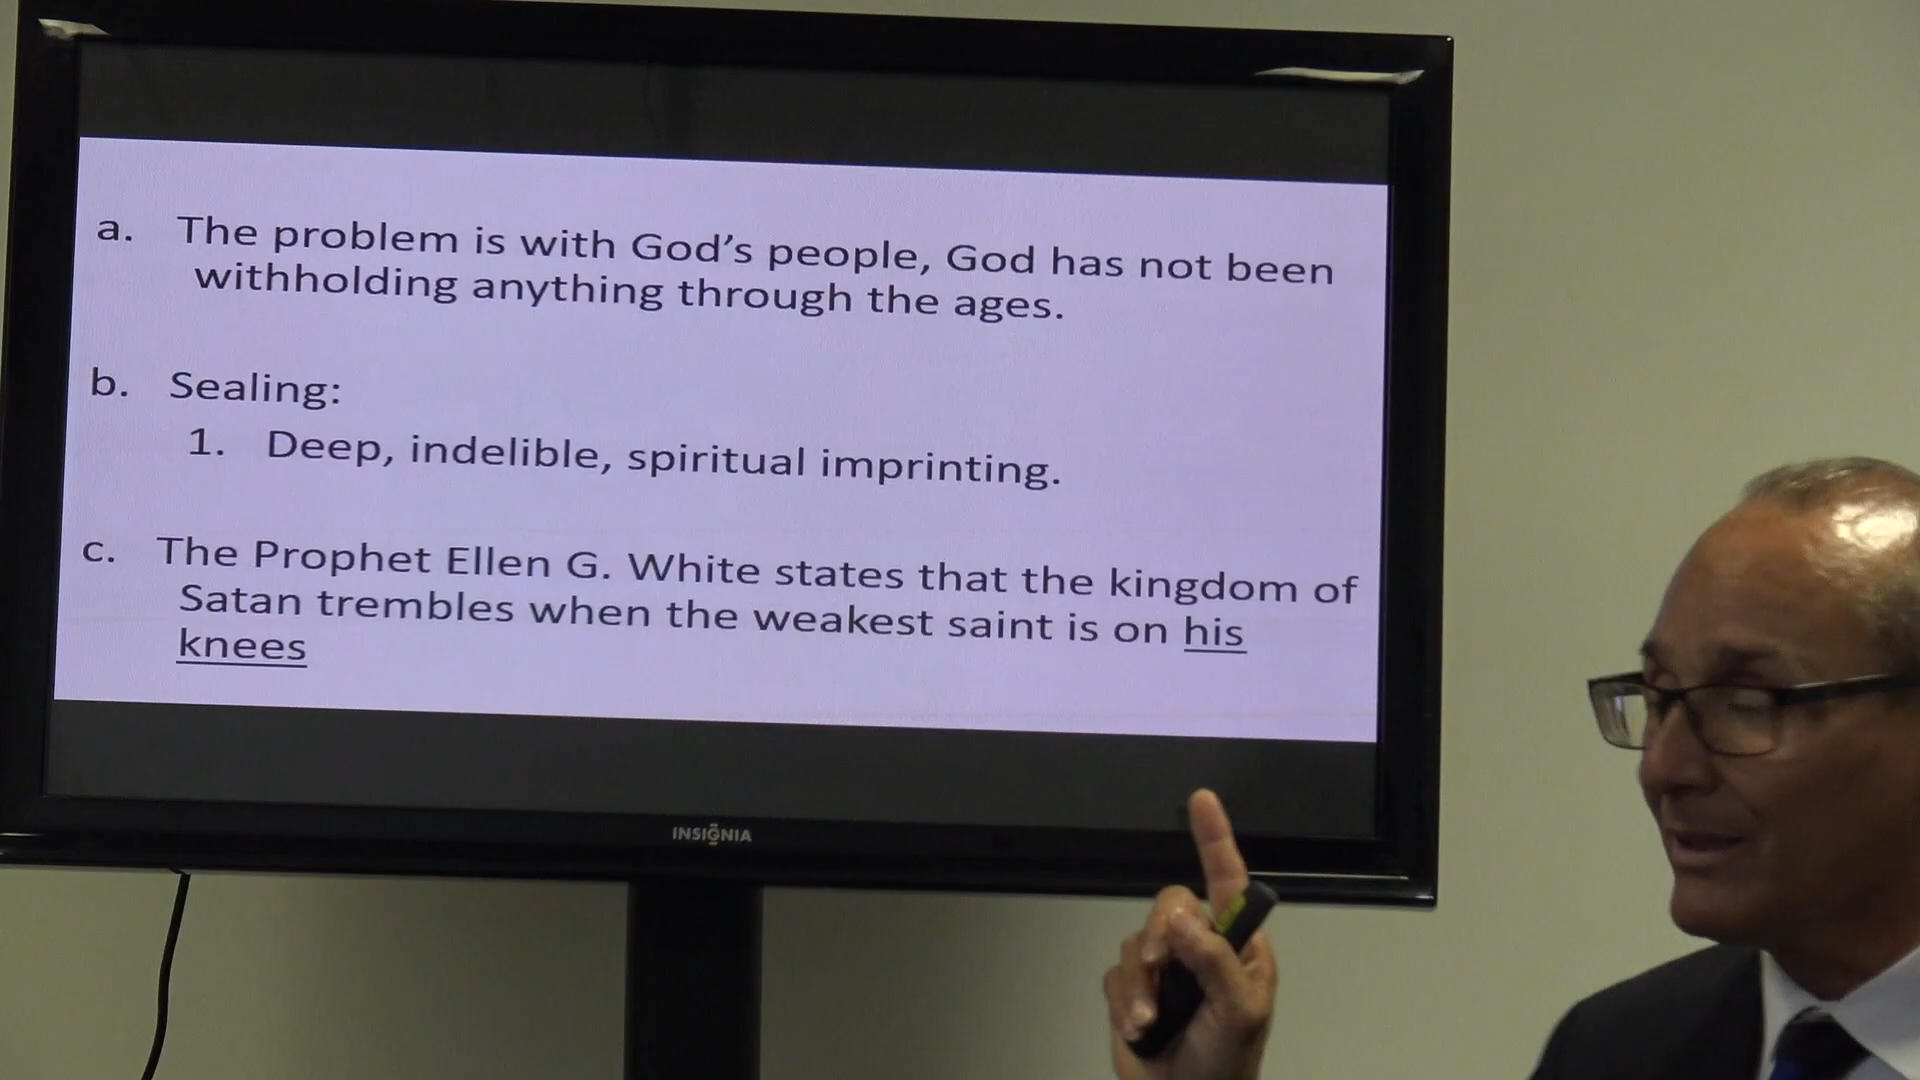 a. The problem is with God's people, God has not been
withholding anything through the ages.
b. Sealing:
1. Deep, indelible, spiritual imprinting.
c. The Prophet Ellen G. White states that the kingdom of
Satan trembles when the weakest saint is on his
knees
INSIGNIA